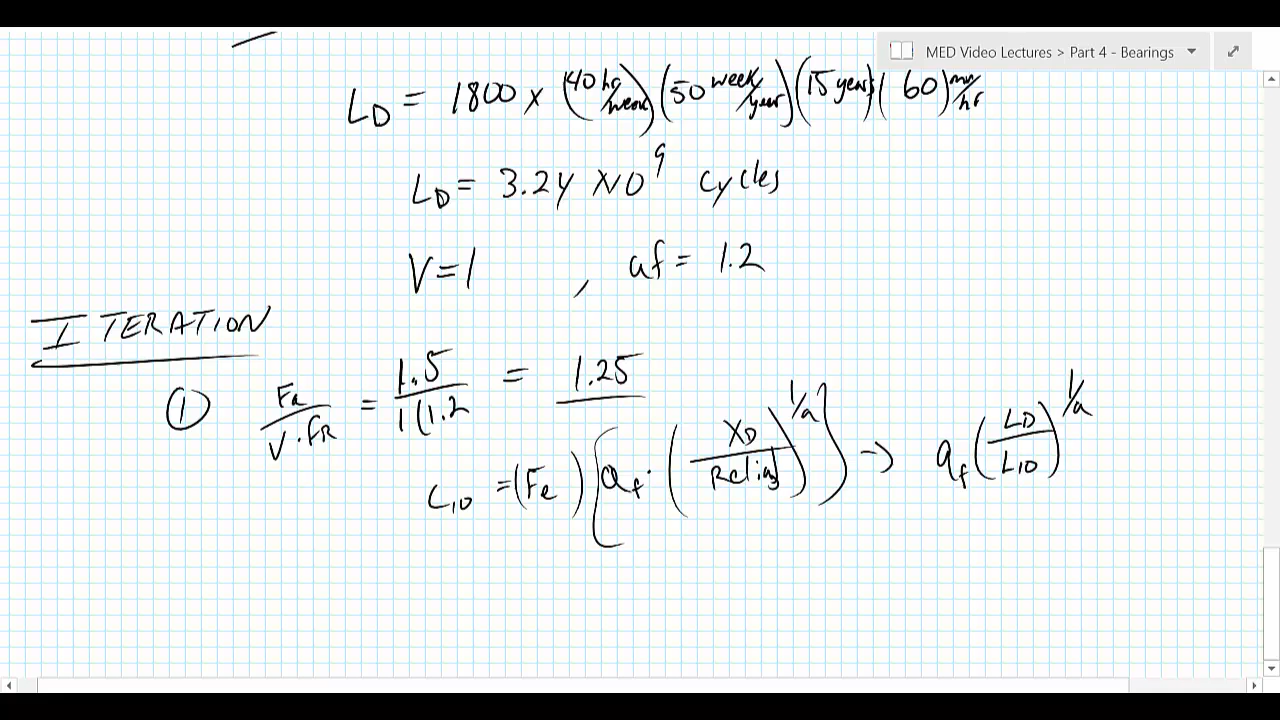 MED Video Lectures > Part 4 - Bearings
LD = 1800 x (40 hr/week)(50 week/year)(15 years)(60) min/hr
LD = 3.24 x10^9 cycles
V = 1 , af = 1.2
ITERATION
① Fa/(V·FR) = 1.5/(1(1.2) = 1.25
C10 = (Fe) [af·(XD/Reliab)^(1/a)] → af (LD/L10)^(1/a)